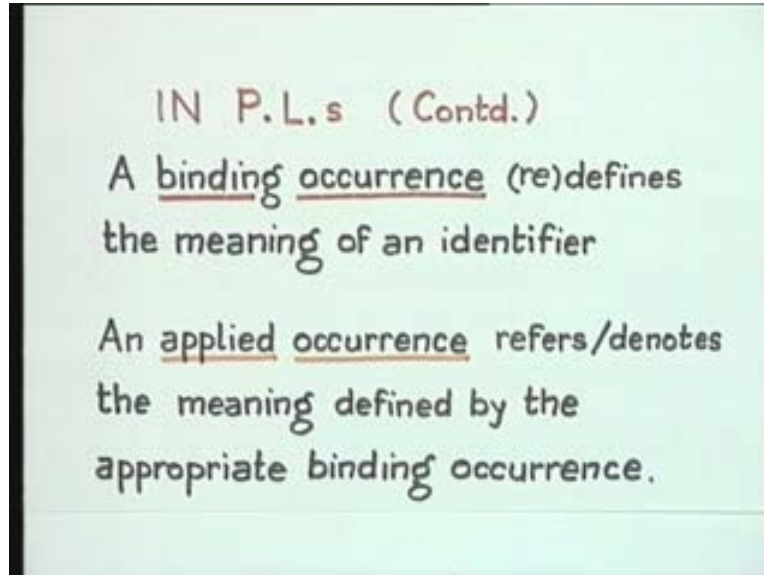 IN P.L.s (Contd.)
A binding occurrence (re)defines
the meaning of an identifier
An applied occurrence refers/denotes
the meaning defined by the
appropriate binding occurrence.